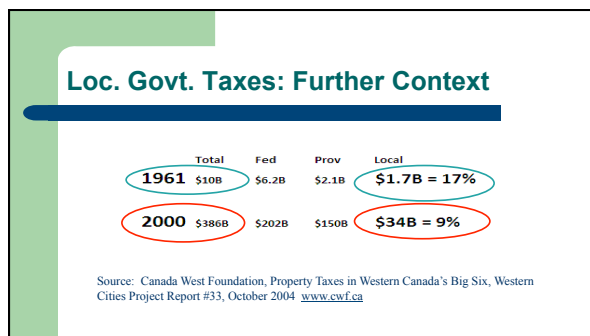 Loc. Govt. Taxes: Further Context
Total Fed Prov Local
1961 $10B $6.2B $2.1B $1.7B = 17%
2000 $386B $202B $150B $34B = 9%
Source: Canada West Foundation, Property Taxes in Western Canada's Big Six, Western
Cities Project Report #33, October 2004 www.cwf.ca